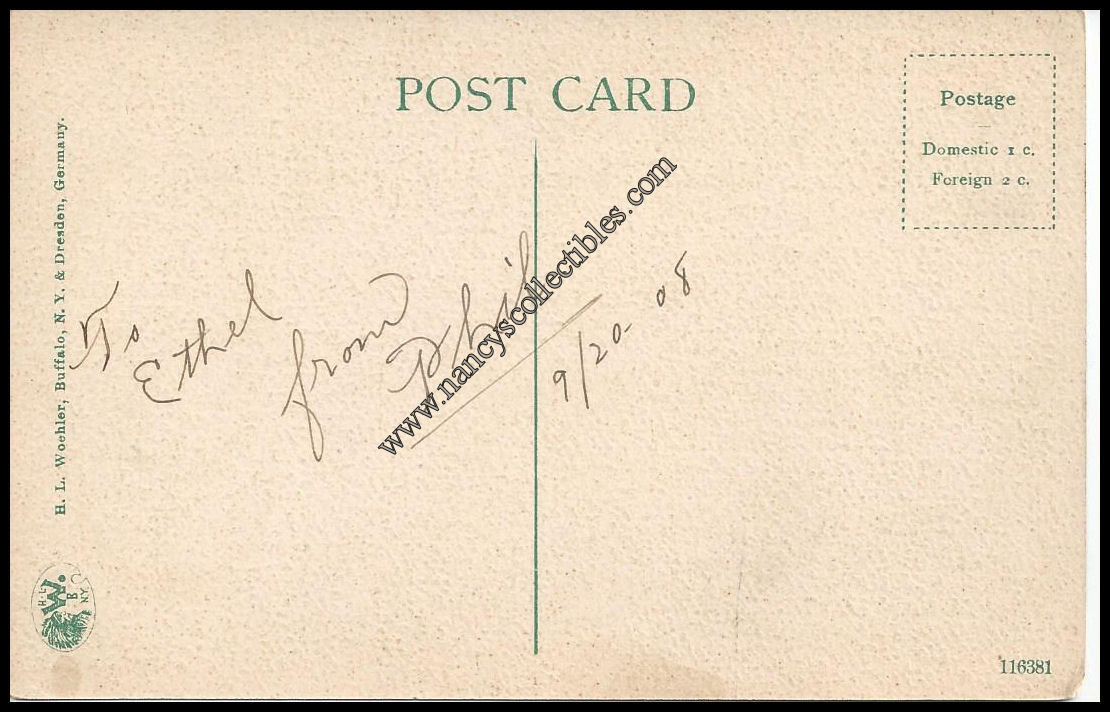 POST CARD
Postage
Domestic 1 c.
Foreign 2 c.
H. L. Woehler, Buffalo, N. Y. & Dresden, Germany.
To
Ethel
from
Phil
9/20-08
www.nancyscollectibles.com
H.L.
W.
B
N.Y.
116381